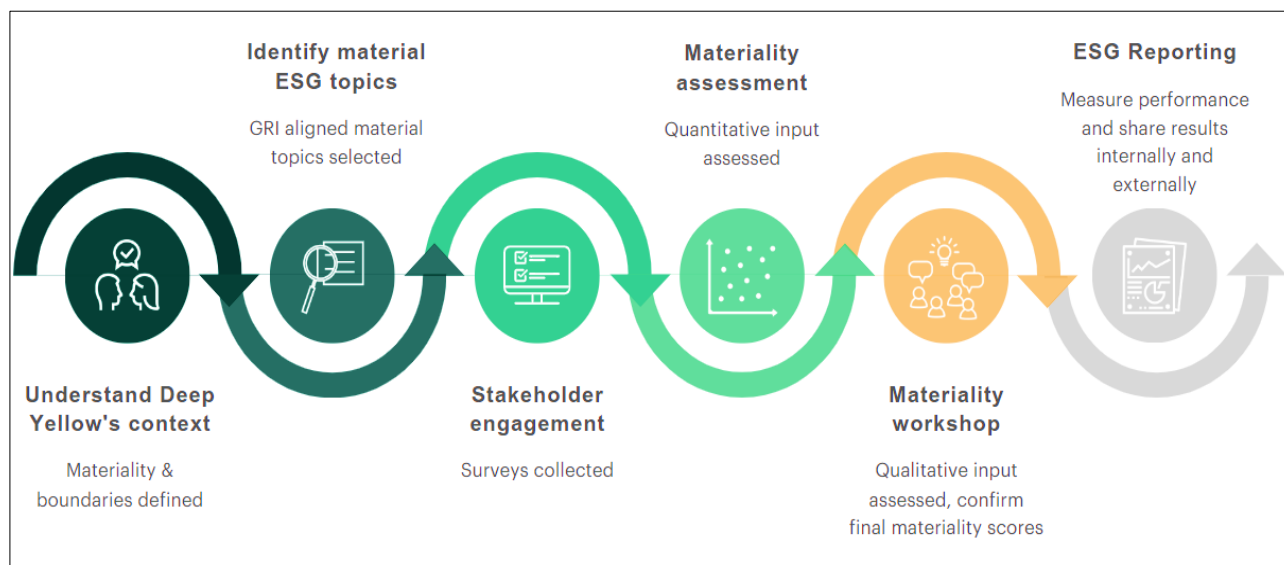 Understand Deep
Yellow's context
Materiality &
boundaries defined
Identify material
ESG topics
GRI aligned material
topics selected
Stakeholder
engagement
Surveys collected
Materiality
assessment
Quantitative input
assessed
Materiality
workshop
Qualitative input
assessed, confirm
final materiality scores
ESG Reporting
Measure performance
and share results
internally and
externally